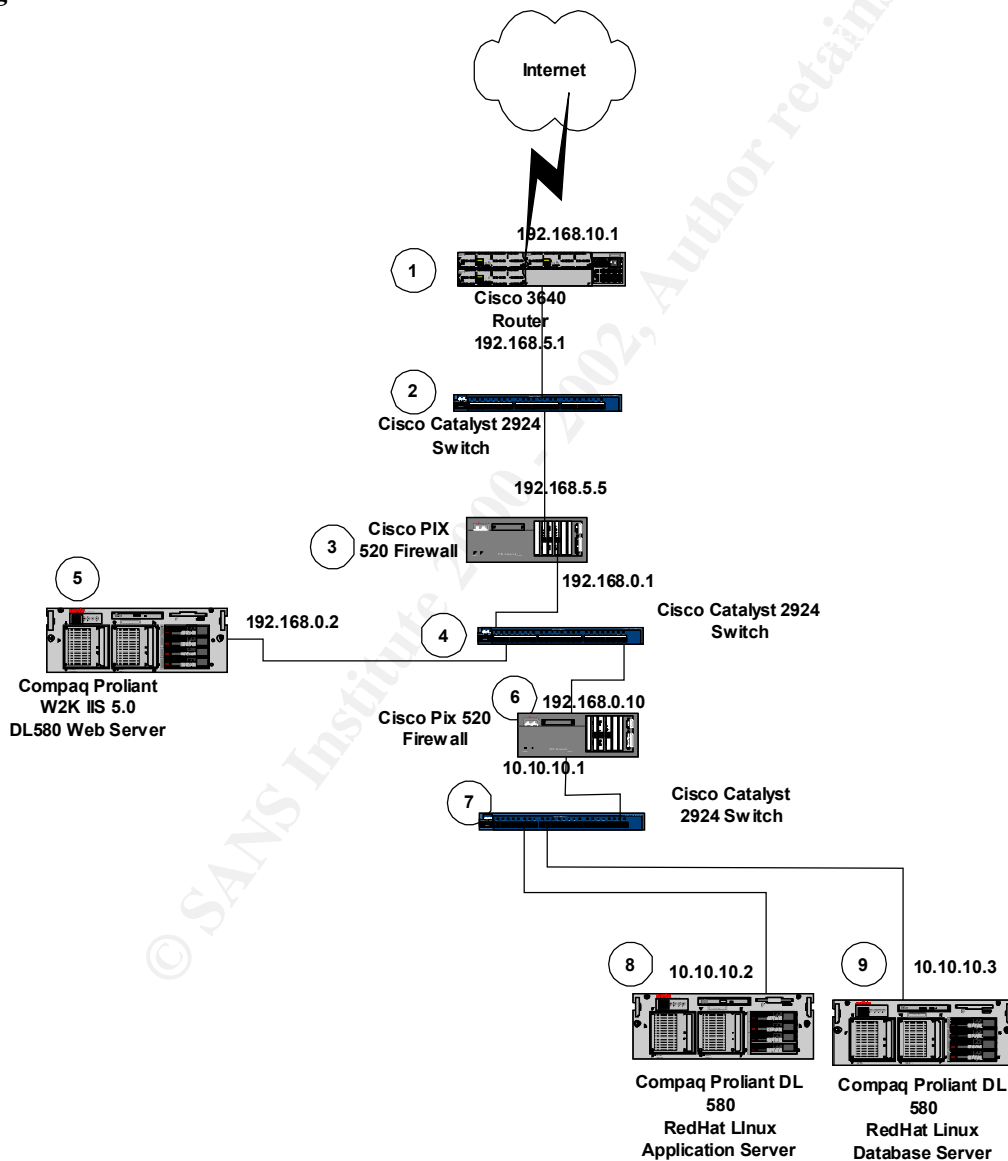 Internet
192.168.10.1
1
Cisco 3640
Router
192.168.5.1
2
Cisco Catalyst 2924
Switch
192.168.5.5
3
Cisco PIX
520 Firewall
192.168.0.1
5
192.168.0.2
4
Cisco Catalyst 2924
Switch
Compaq Proliant
W2K IIS 5.0
DL580 Web Server
6
192.168.0.10
Cisco Pix 520
Firewall
10.10.10.1
7
Cisco Catalyst
2924 Switch
8
10.10.10.2
9
10.10.10.3
Compaq Proliant DL
580
RedHat LInux
Application Server
Compaq Proliant DL
580
RedHat Linux
Database Server
© SANS Institute 2000 - 2002, Author retains